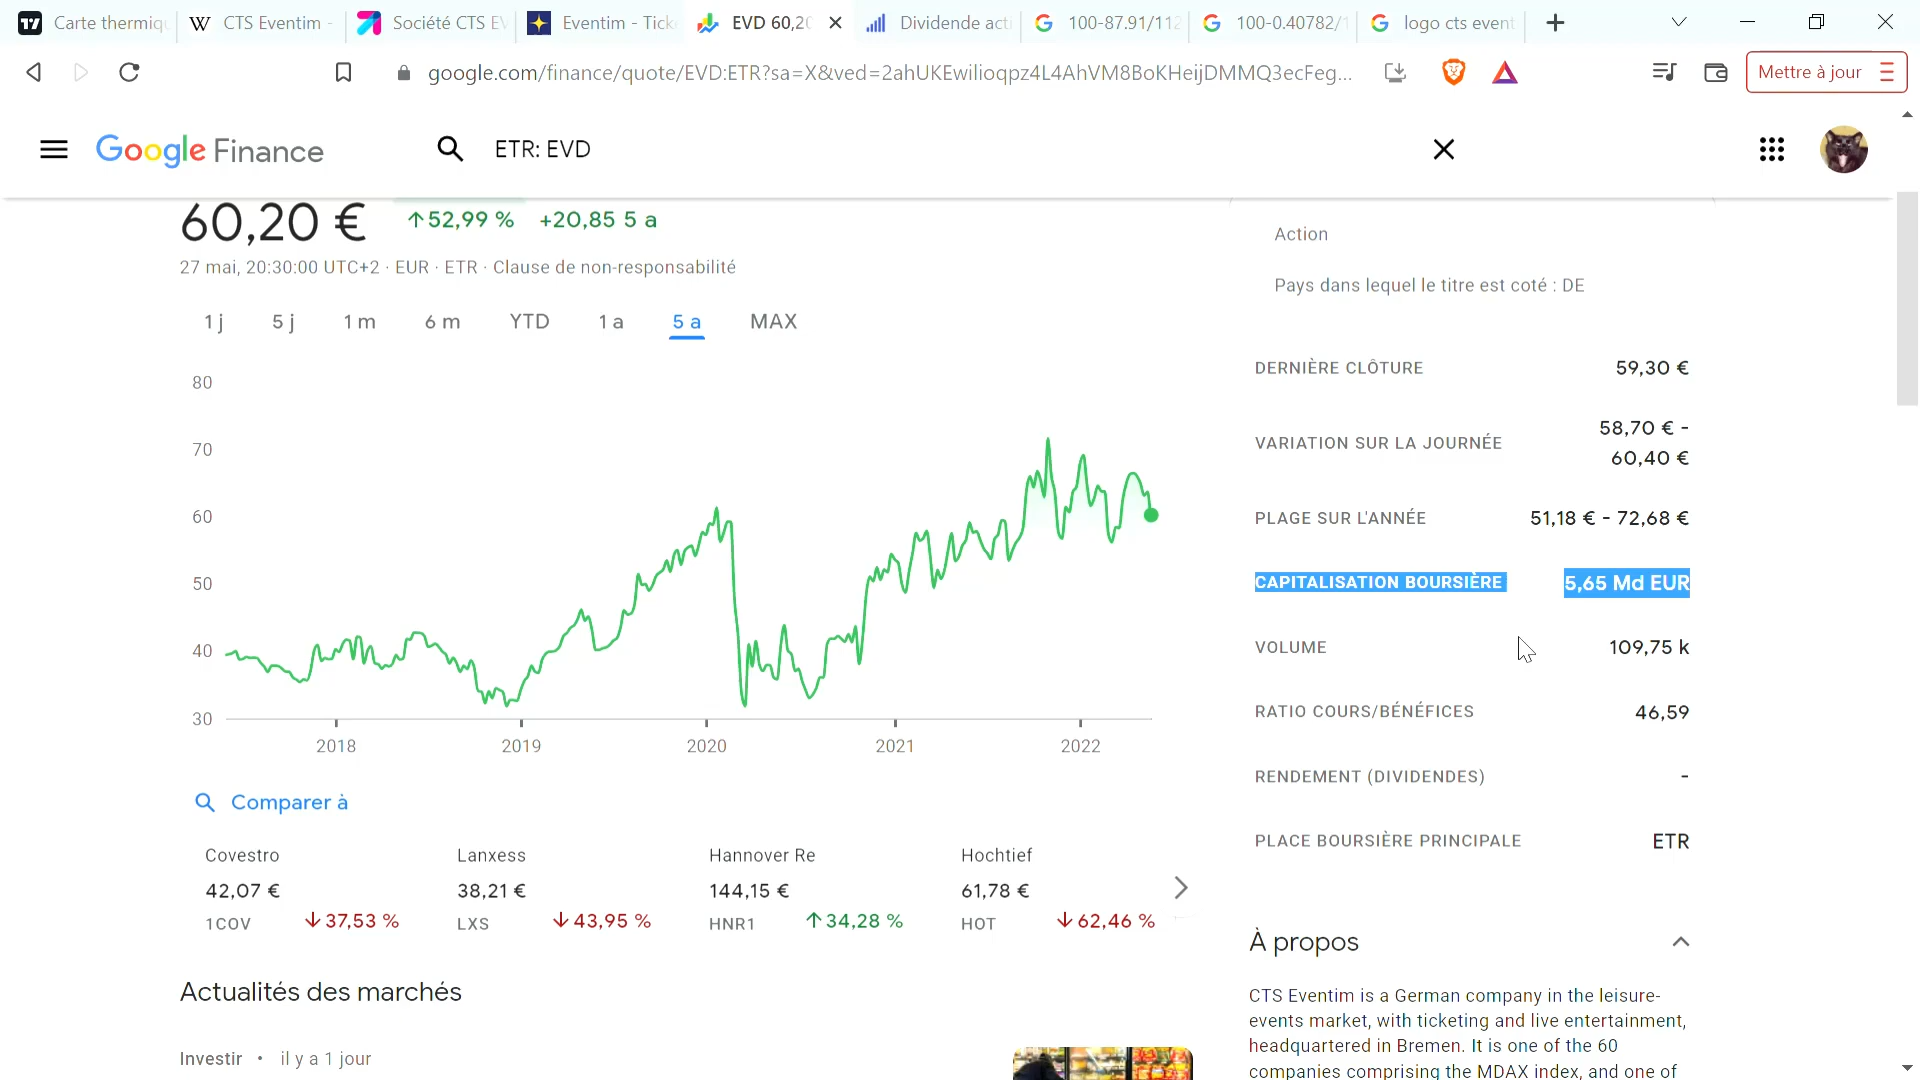 Carte thermiqu
CTS Eventim -
Société CTS EV
Eventim - Tick
EVD 60,20
Dividende acti
100-87.91/112
100-0.40782/1
logo cts event
google.com/finance/quote/EVD:ETR?sa=X&ved=2ahUKEwilioqpz4L4AhVM8BoKHeijDMMQ3ecFeg...
Mettre à jour
Google Finance
ETR: EVD
60,20 €
↑52,99 %
+20,85 5 a
27 mai, 20:30:00 UTC+2 · EUR · ETR · Clause de non-responsabilité
1 j
5 j
1 m
6 m
YTD
1 a
5 a
MAX
80
70
60
50
40
30
2018
2019
2020
2021
2022
Comparer à
Covestro
42,07 €
1COV
↓37,53 %
Lanxess
38,21 €
LXS
↓43,95 %
Hannover Re
144,15 €
HNR1
↑34,28 %
Hochtief
61,78 €
HOT
↓62,46 %
Actualités des marchés
Investir • il y a 1 jour
Action
Pays dans lequel le titre est coté : DE
DERNIÈRE CLÔTURE
59,30 €
VARIATION SUR LA JOURNÉE
58,70 € -
60,40 €
PLAGE SUR L'ANNÉE
51,18 € - 72,68 €
CAPITALISATION BOURSIÈRE
5,65 Md EUR
VOLUME
109,75 k
RATIO COURS/BÉNÉFICES
46,59
RENDEMENT (DIVIDENDES)
-
PLACE BOURSIÈRE PRINCIPALE
ETR
À propos
CTS Eventim is a German company in the leisure-
events market, with ticketing and live entertainment,
headquartered in Bremen. It is one of the 60
companies comprising the MDAX index, and one of